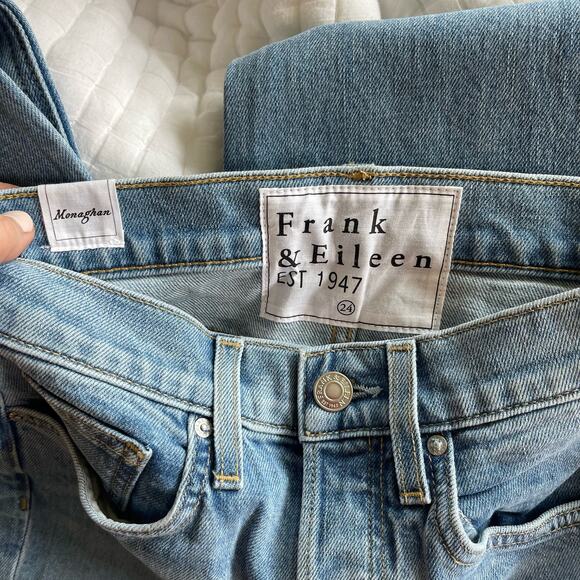 Monaghan
Frank
& Eileen
EST 1947
24